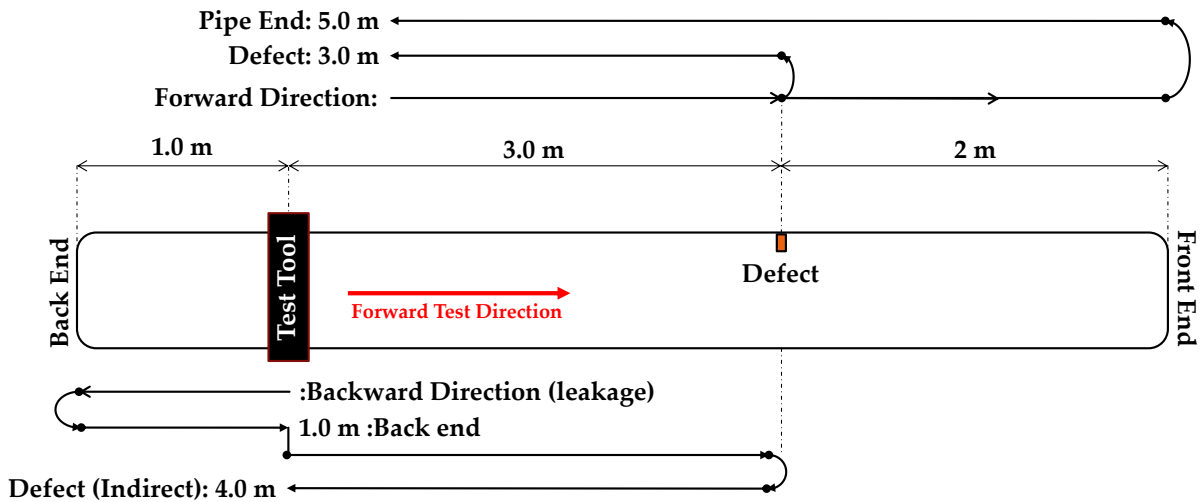 Pipe End: 5.0 m
Defect: 3.0 m
Forward Direction:
1.0 m
3.0 m
2 m
Back End
Test Tool
Defect
Front End
Forward Test Direction
:Backward Direction (leakage)
1.0 m :Back end
Defect (Indirect): 4.0 m